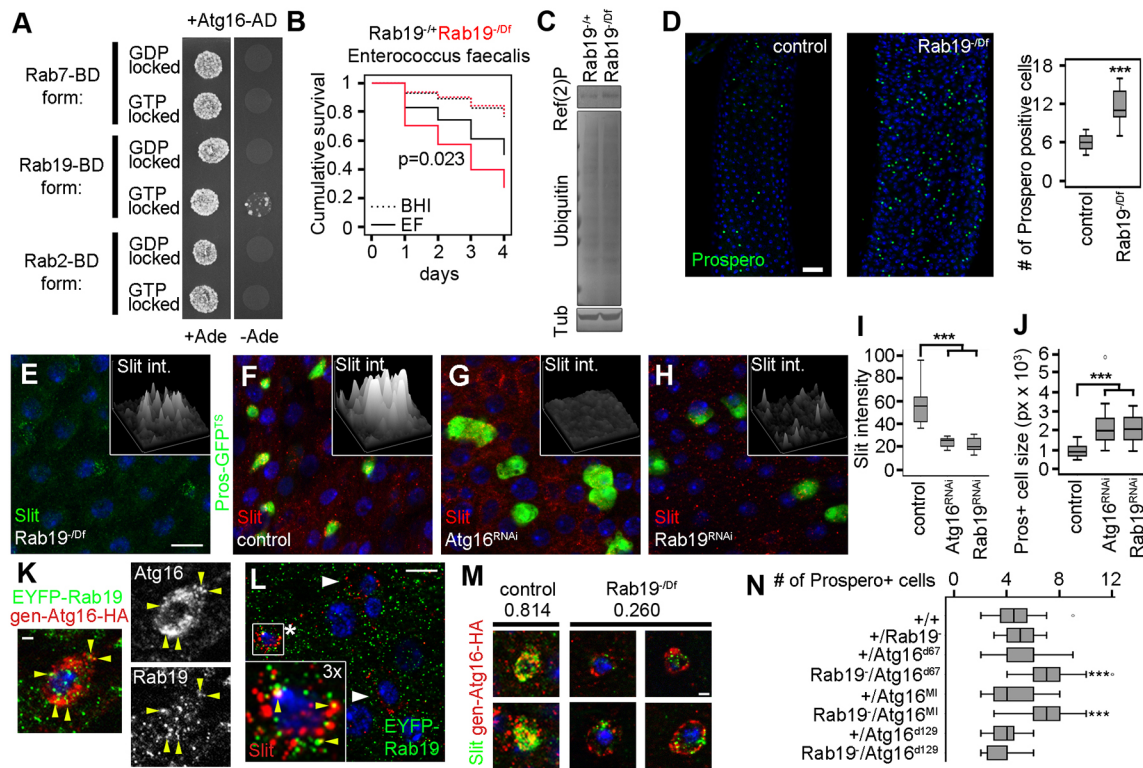 A
+Atg16-AD
Rab7-BD
form:
GDP
locked
GTP
locked
Rab19-BD
form:
GDP
locked
GTP
locked
Rab2-BD
form:
GDP
locked
GTP
locked
+Ade -Ade
B
Rab19-/+ Rab19-/Df
Enterococcus faecalis
Cumulative survival
1
0.8
0.6
0.4
0.2
0
p=0.023
BHI
EF
0 1 2 3 4
days
C
Rab19-/+
Rab19-/Df
Ref(2)P
Ubiquitin
Tub
D
control
Rab19-/Df
Prospero
# of Prospero positive cells
18
12
6
0
***
control
Rab19-/Df
E
Slit int.
Slit
Rab19-/Df
Pros-GFPTS
F
Slit int.
Slit
control
G
Slit int.
Slit
Atg16RNAi
H
Slit int.
Slit
Rab19RNAi
I
Slit intensity
100
80
60
40
20
0
***
control
Atg16RNAi
Rab19RNAi
J
Pros+ cell size (px x 103)
6
5
4
3
2
1
0
***
control
Atg16RNAi
Rab19RNAi
K
EYFP-Rab19
gen-Atg16-HA
Atg16
Rab19
L
*
3x
Slit
EYFP-
Rab19
M
control
0.814
Rab19-/Df
0.260
Slit gen-Atg16-HA
N
# of Prospero+ cells
0 4 8 12
+/+
+/Rab19-
+/Atg16d67
Rab19-/Atg16d67
***
+/Atg16MI
Rab19-/Atg16MI
***
+/Atg16d129
Rab19-/Atg16d129